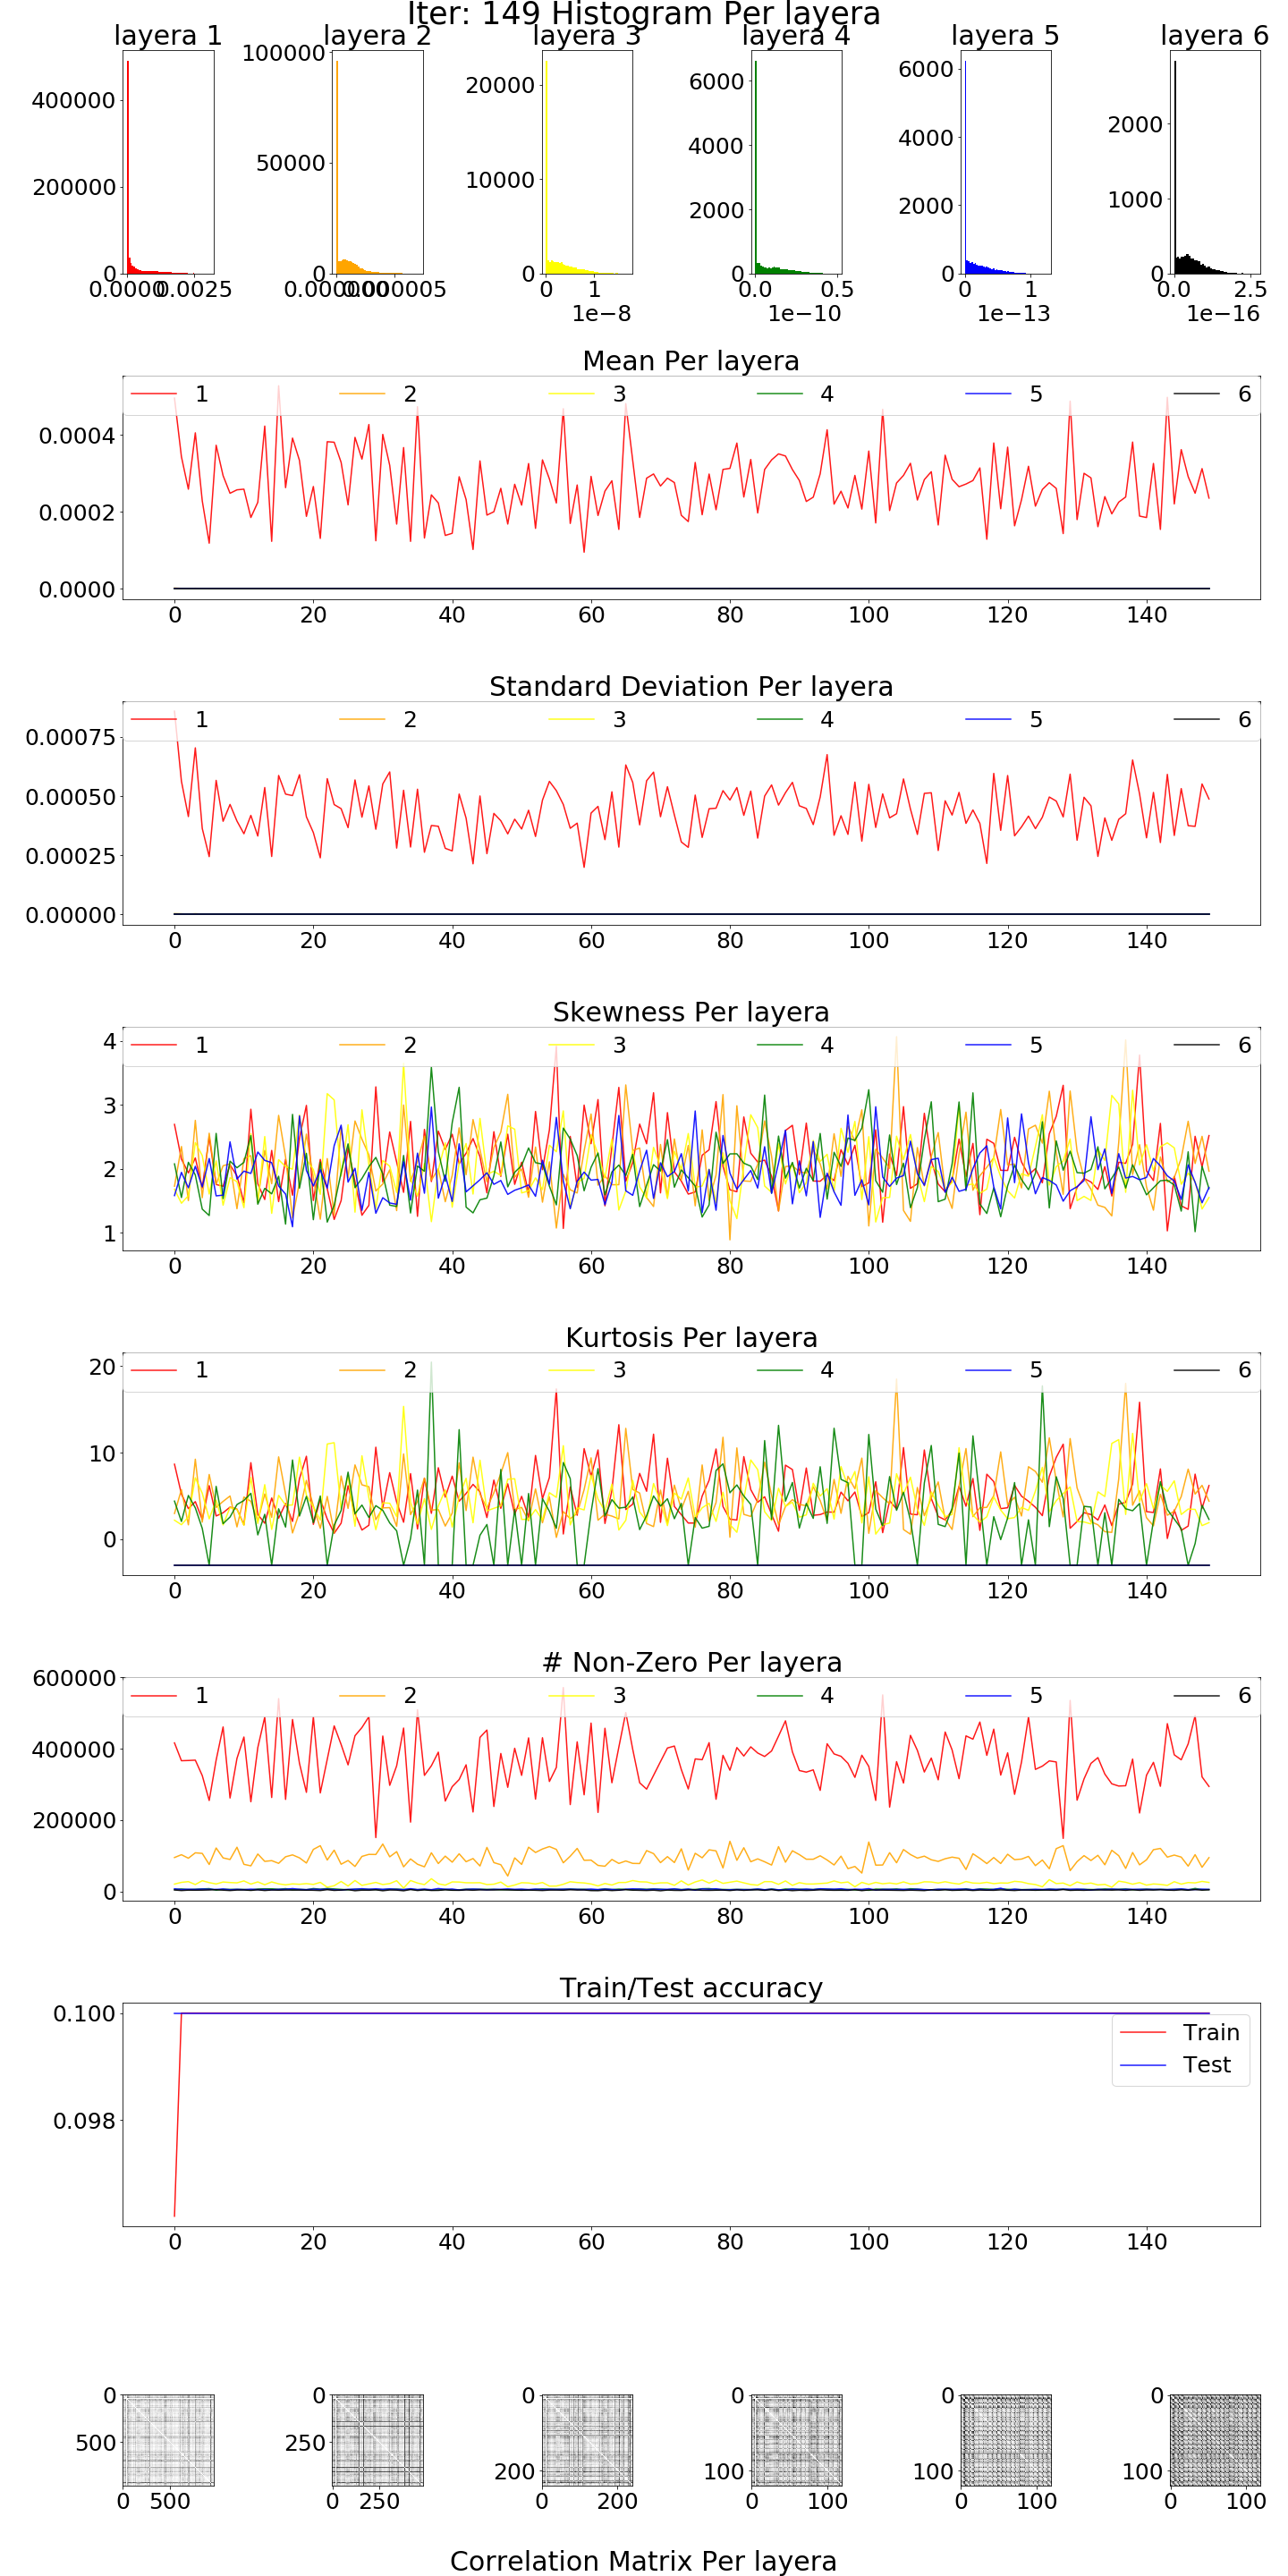 Iter: 149 Histogram Per layera
layera 1 layera 2 layera 3 layera 4 layera 5 layera 6
400000 200000 0
0.0000 0.0025
100000 50000 0
0.00000 0.00005
20000 10000 0
0 1
1e−8
6000 4000 2000 0
0.0 0.5
1e−10
6000 4000 2000 0
0 1
1e−13
2000 1000 0
0.0 2.5
1e−16
Mean Per layera
1 2 3 4 5 6
0.0004
0.0002
0.0000
0 20 40 60 80 100 120 140
Standard Deviation Per layera
1 2 3 4 5 6
0.00075
0.00050
0.00025
0.00000
0 20 40 60 80 100 120 140
Skewness Per layera
1 2 3 4 5 6
4
3
2
1
0 20 40 60 80 100 120 140
Kurtosis Per layera
1 2 3 4 5 6
20
10
0
0 20 40 60 80 100 120 140
# Non-Zero Per layera
1 2 3 4 5 6
600000
400000
200000
0
0 20 40 60 80 100 120 140
Train/Test accuracy
Train
Test
0.100
0.098
0 20 40 60 80 100 120 140
0 500
0 500
0 250
0 250
0 200
0 200
0 100
0 100
0 100
0 100
0 100
0 100
Correlation Matrix Per layera